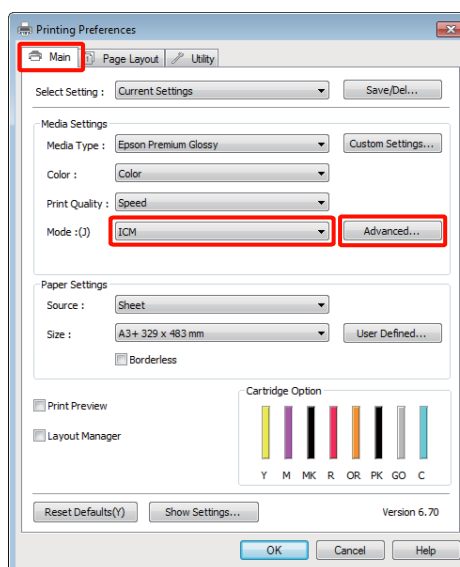 Printing Preferences
Main Page Layout Utility
Select Setting : Current Settings Save/Del...
Media Settings
Media Type : Epson Premium Glossy Custom Settings...
Color : Color
Print Quality : Speed
Mode :(J) ICM Advanced...
Paper Settings
Source : Sheet
Size : A3+ 329 x 483 mm User Defined...
Borderless
Cartridge Option
Print Preview
Layout Manager
Y M MK R OR PK GO C
Reset Defaults(Y) Show Settings... Version 6.70
OK Cancel Help